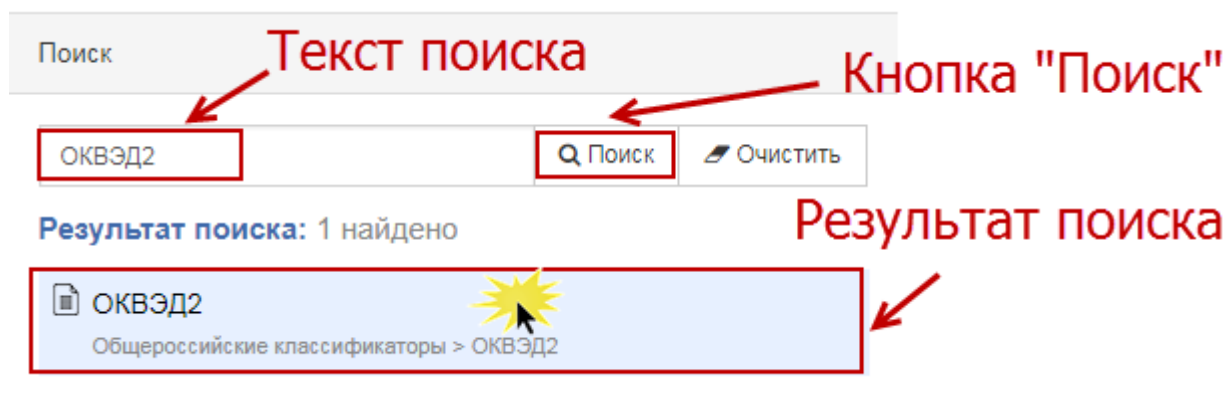 Поиск
Текст поиска
Кнопка "Поиск"
ОКВЭД2
Поиск
Очистить
Результат поиска: 1 найдено
Результат поиска
ОКВЭД2
Общероссийские классификаторы > ОКВЭД2